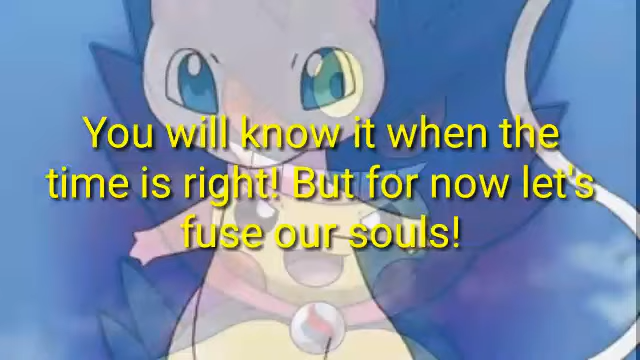 You will know it when the
time is right! But for now let's
fuse our souls!